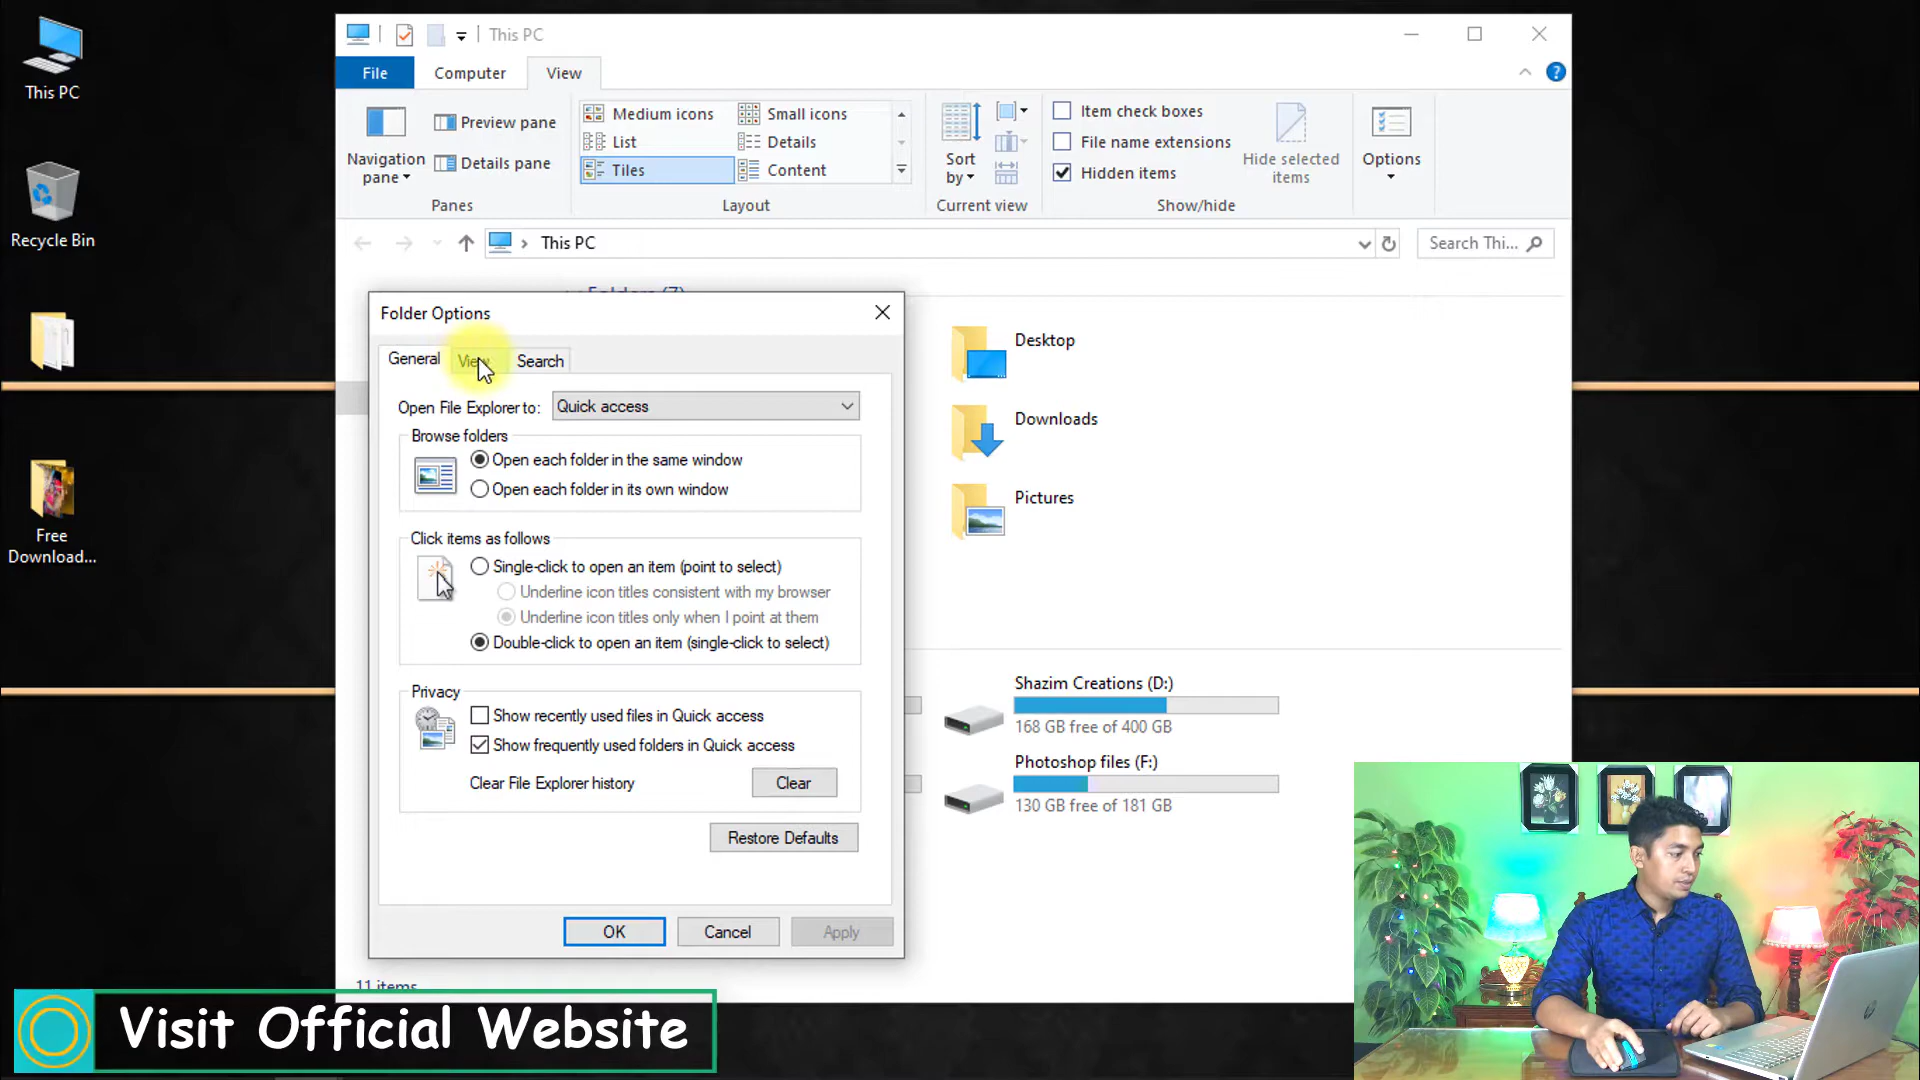 This PC
Recycle Bin
Free
Download...
This PC
File
Computer
View
Navigation
pane
Preview pane
Details pane
Panes
Medium icons
Small icons
List
Details
Tiles
Content
Layout
Sort
by
Current view
Item check boxes
File name extensions
Hidden items
Hide selected
items
Show/hide
Options
This PC
Search Thi...
Folder Options
General
View
Search
Open File Explorer to:
Quick access
Browse folders
Open each folder in the same window
Open each folder in its own window
Click items as follows
Single-click to open an item (point to select)
Underline icon titles consistent with my browser
Underline icon titles only when I point at them
Double-click to open an item (single-click to select)
Privacy
Show recently used files in Quick access
Show frequently used folders in Quick access
Clear File Explorer history
Clear
Restore Defaults
OK
Cancel
Apply
Desktop
Downloads
Pictures
Shazim Creations (D:)
168 GB free of 400 GB
Photoshop files (F:)
130 GB free of 181 GB
11 items
Visit Official Website